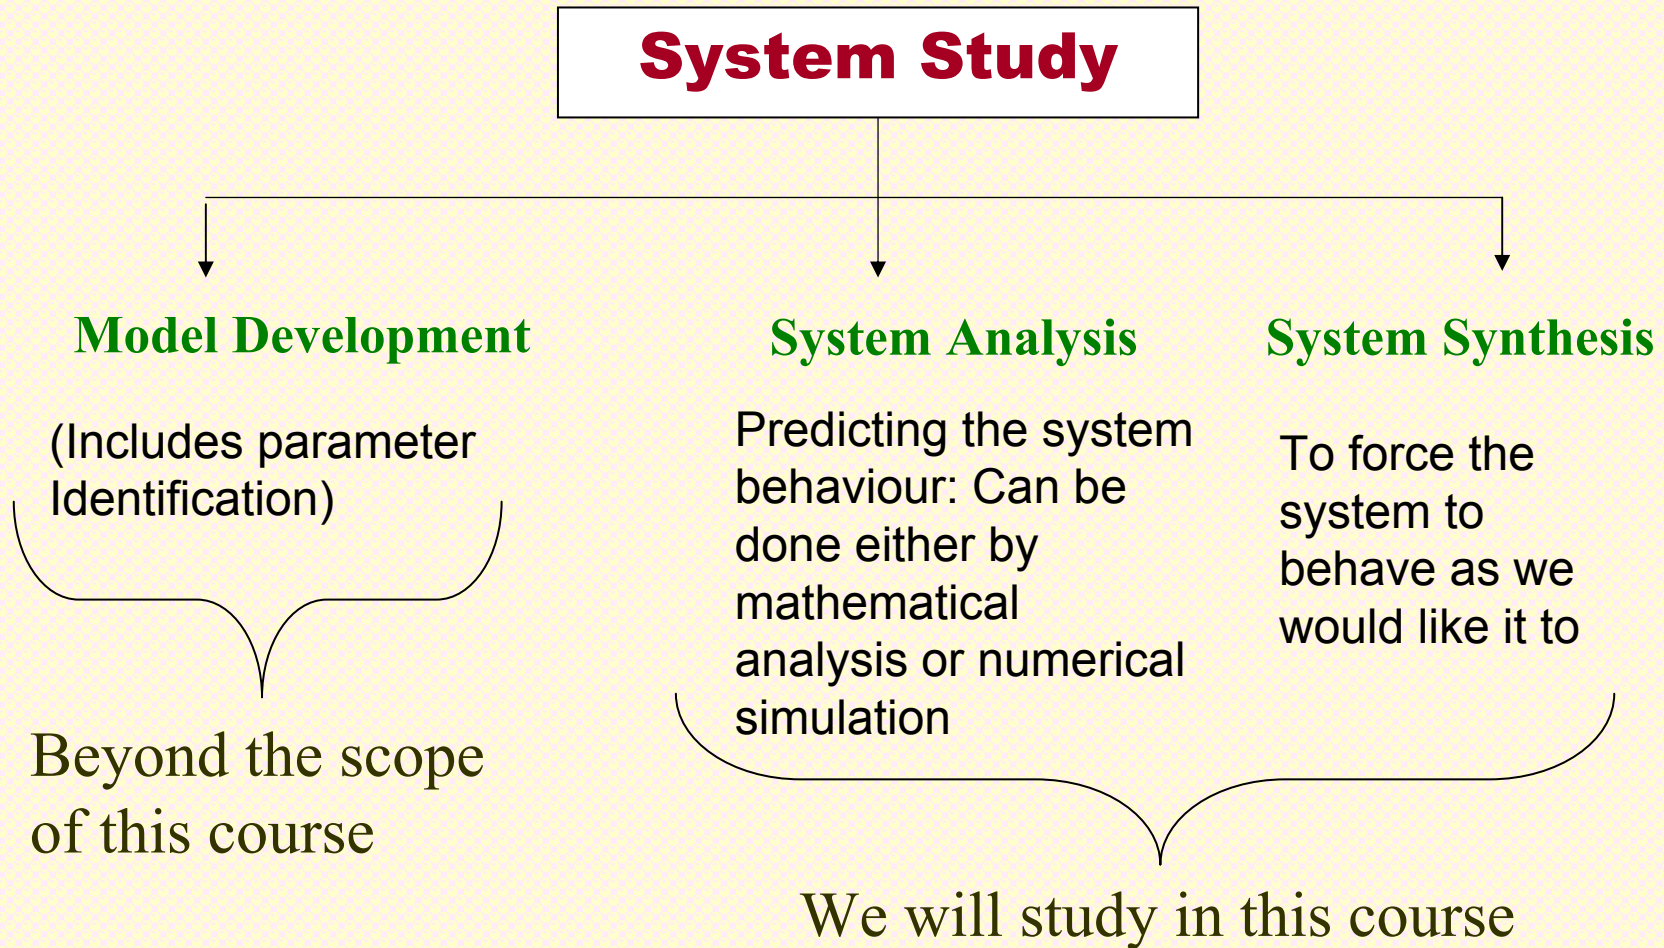 System Study
Model Development
(Includes parameter
Identification)
Beyond the scope
of this course
System Analysis
Predicting the system
behaviour: Can be
done either by
mathematical
analysis or numerical
simulation
System Synthesis
To force the
system to
behave as we
would like it to
We will study in this course